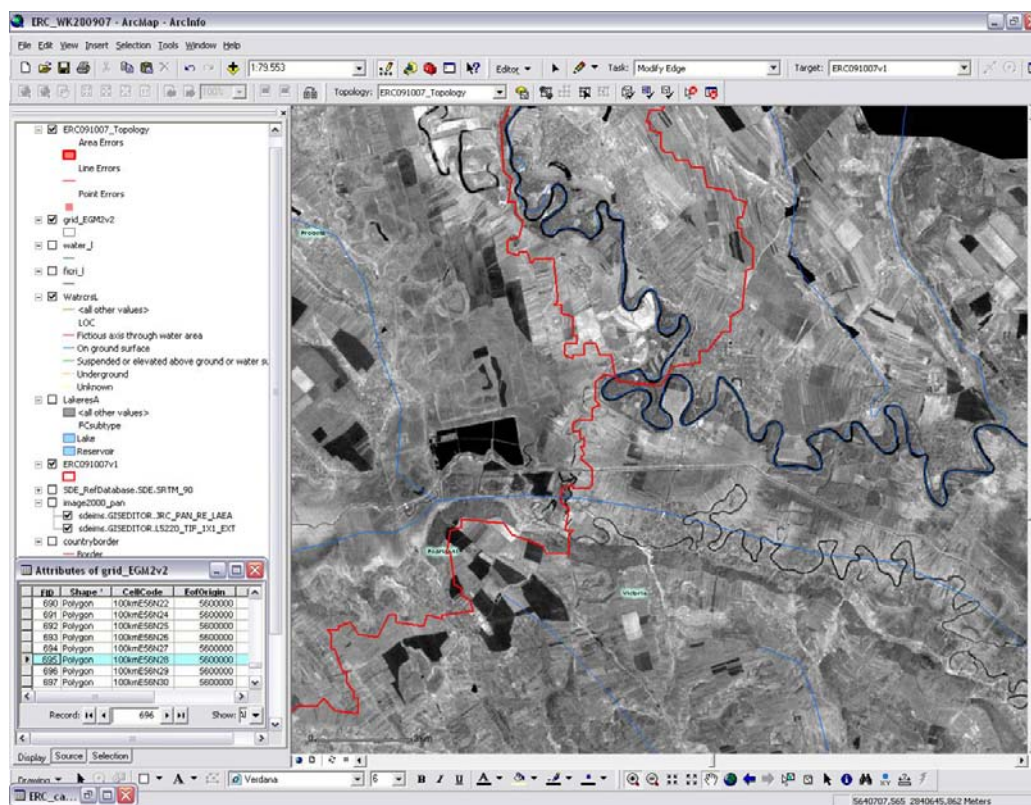 ERC_WK280907 - ArcMap - ArcInfo
File Edit View Insert Selection Tools Window Help
1:79.553 Editor Task: Modify Edge Target: ERC091007v1
100% Topology: ERC091007_Topology
ERC091007_Topology
Area Errors
Line Errors
Point Errors
grid_EGM2v2
water_l
fiori_l
WatrcrsL
<all other values>
LOC
Fictious axis through water area
On ground surface
Suspended or elevated above ground or water su
Underground
Unknown
LakeresA
<all other values>
FCsubtype
Lake
Reservoir
ERC091007v1
SDE_RefDatabase.SDE.SRTM_90
image2000_pan
sdeims.GISEDITOR.JRC_PAN_RE_LAEA
sdeims.GISEDITOR.L5220_TIF_1X1_EXT
countryborder
Border
Victoria
Attributes of grid_EGM2v2
FID Shape * CellCode EofOrigin
690 Polygon 100kmE56N22 5600000
691 Polygon 100kmE56N24 5600000
692 Polygon 100kmE56N25 5600000
693 Polygon 100kmE56N26 5600000
694 Polygon 100kmE56N27 5600000
695 Polygon 100kmE56N28 5600000
696 Polygon 100kmE56N29 5600000
697 Polygon 100kmE56N30 5600000
Record: 696 Show:
Display Source Selection
Drawing A Verdana 6 B I U A
ERC_ca...
5640707,565 2840645,862 Meters